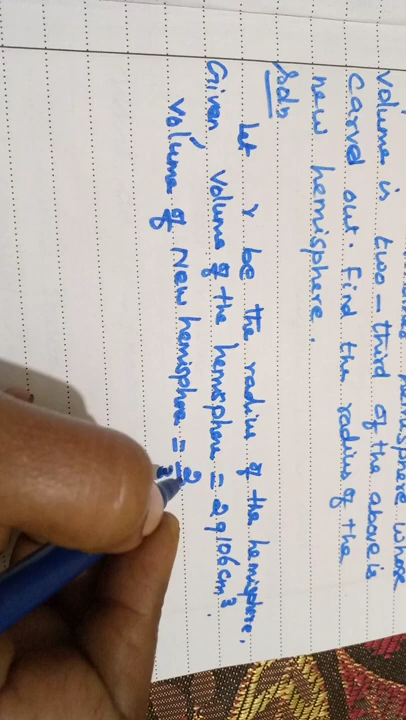 hemisphere whose
volume is two-third of the above is
carved out. Find the radius of the
new hemisphere.
Soln
Let r be the radius of the hemisphere.
Given Volume of the hemisphere = 29106 cm³.
Volume of New hemisphere = 2